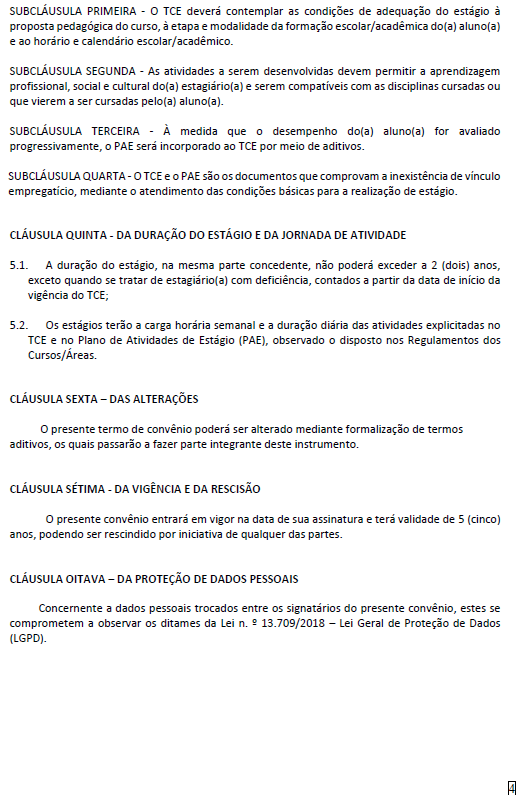 SUBCLÁUSULA PRIMEIRA - O TCE deverá contemplar as condições de adequação do estágio à
proposta pedagógica do curso, à etapa e modalidade da formação escolar/acadêmica do(a) aluno(a)
e ao horário e calendário escolar/acadêmico.
SUBCLÁUSULA SEGUNDA - As atividades a serem desenvolvidas devem permitir a aprendizagem
profissional, social e cultural do(a) estagiário(a) e serem compatíveis com as disciplinas cursadas ou
que vierem a ser cursadas pelo(a) aluno(a).
SUBCLÁUSULA TERCEIRA - À medida que o desempenho do(a) aluno(a) for avaliado
progressivamente, o PAE será incorporado ao TCE por meio de aditivos.
SUBCLÁUSULA QUARTA - O TCE e o PAE são os documentos que comprovam a inexistência de vínculo
empregatício, mediante o atendimento das condições básicas para a realização de estágio.
CLÁUSULA QUINTA - DA DURAÇÃO DO ESTÁGIO E DA JORNADA DE ATIVIDADE
5.1. A duração do estágio, na mesma parte concedente, não poderá exceder a 2 (dois) anos,
exceto quando se tratar de estagiário(a) com deficiência, contados a partir da data de início da
vigência do TCE;
5.2. Os estágios terão a carga horária semanal e a duração diária das atividades explicitadas no
TCE e no Plano de Atividades de Estágio (PAE), observado o disposto nos Regulamentos dos
Cursos/Áreas.
CLÁUSULA SEXTA – DAS ALTERAÇÕES
O presente termo de convênio poderá ser alterado mediante formalização de termos
aditivos, os quais passarão a fazer parte integrante deste instrumento.
CLÁUSULA SÉTIMA - DA VIGÊNCIA E DA RESCISÃO
O presente convênio entrará em vigor na data de sua assinatura e terá validade de 5 (cinco)
anos, podendo ser rescindido por iniciativa de qualquer das partes.
CLÁUSULA OITAVA – DA PROTEÇÃO DE DADOS PESSOAIS
Concernente a dados pessoais trocados entre os signatários do presente convênio, estes se
comprometem a observar os ditames da Lei n. º 13.709/2018 – Lei Geral de Proteção de Dados
(LGPD).
4